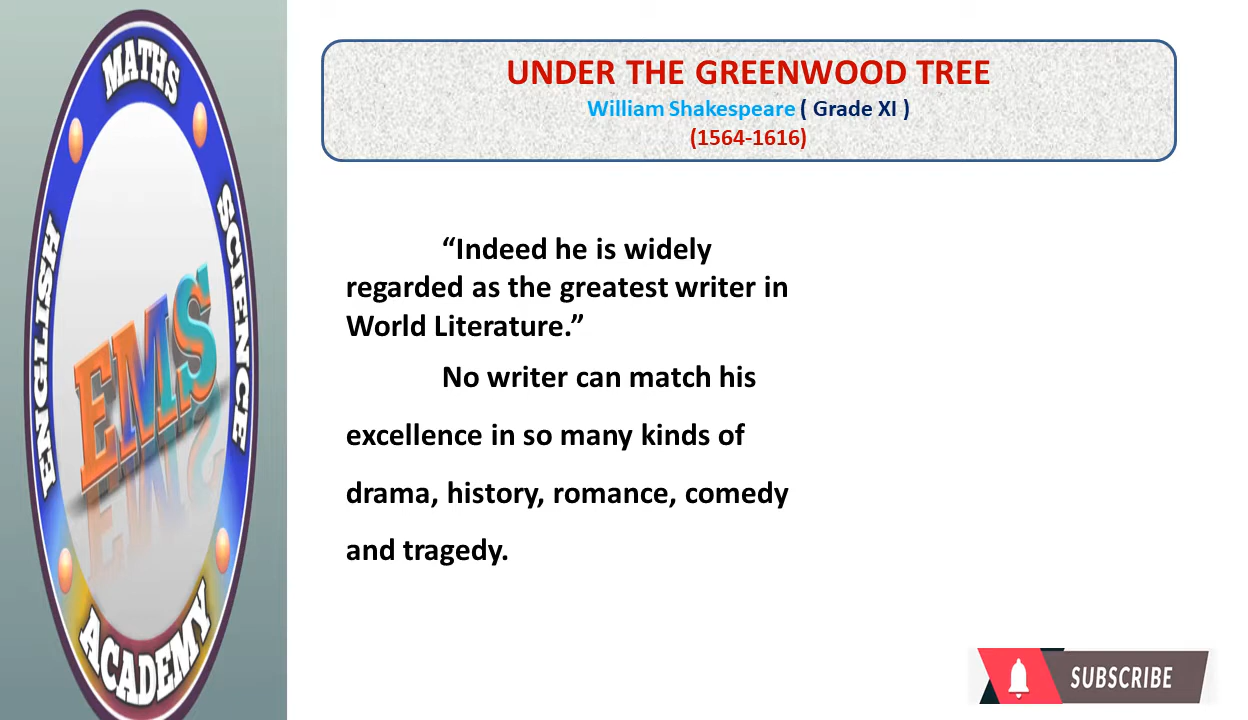 MATHS
ENGLISH
SCIENCE
EMS
ACADEMY
UNDER THE GREENWOOD TREE
William Shakespeare ( Grade XI )
(1564-1616)
“Indeed he is widely
regarded as the greatest writer in
World Literature.”
No writer can match his
excellence in so many kinds of
drama, history, romance, comedy
and tragedy.
SUBSCRIBE